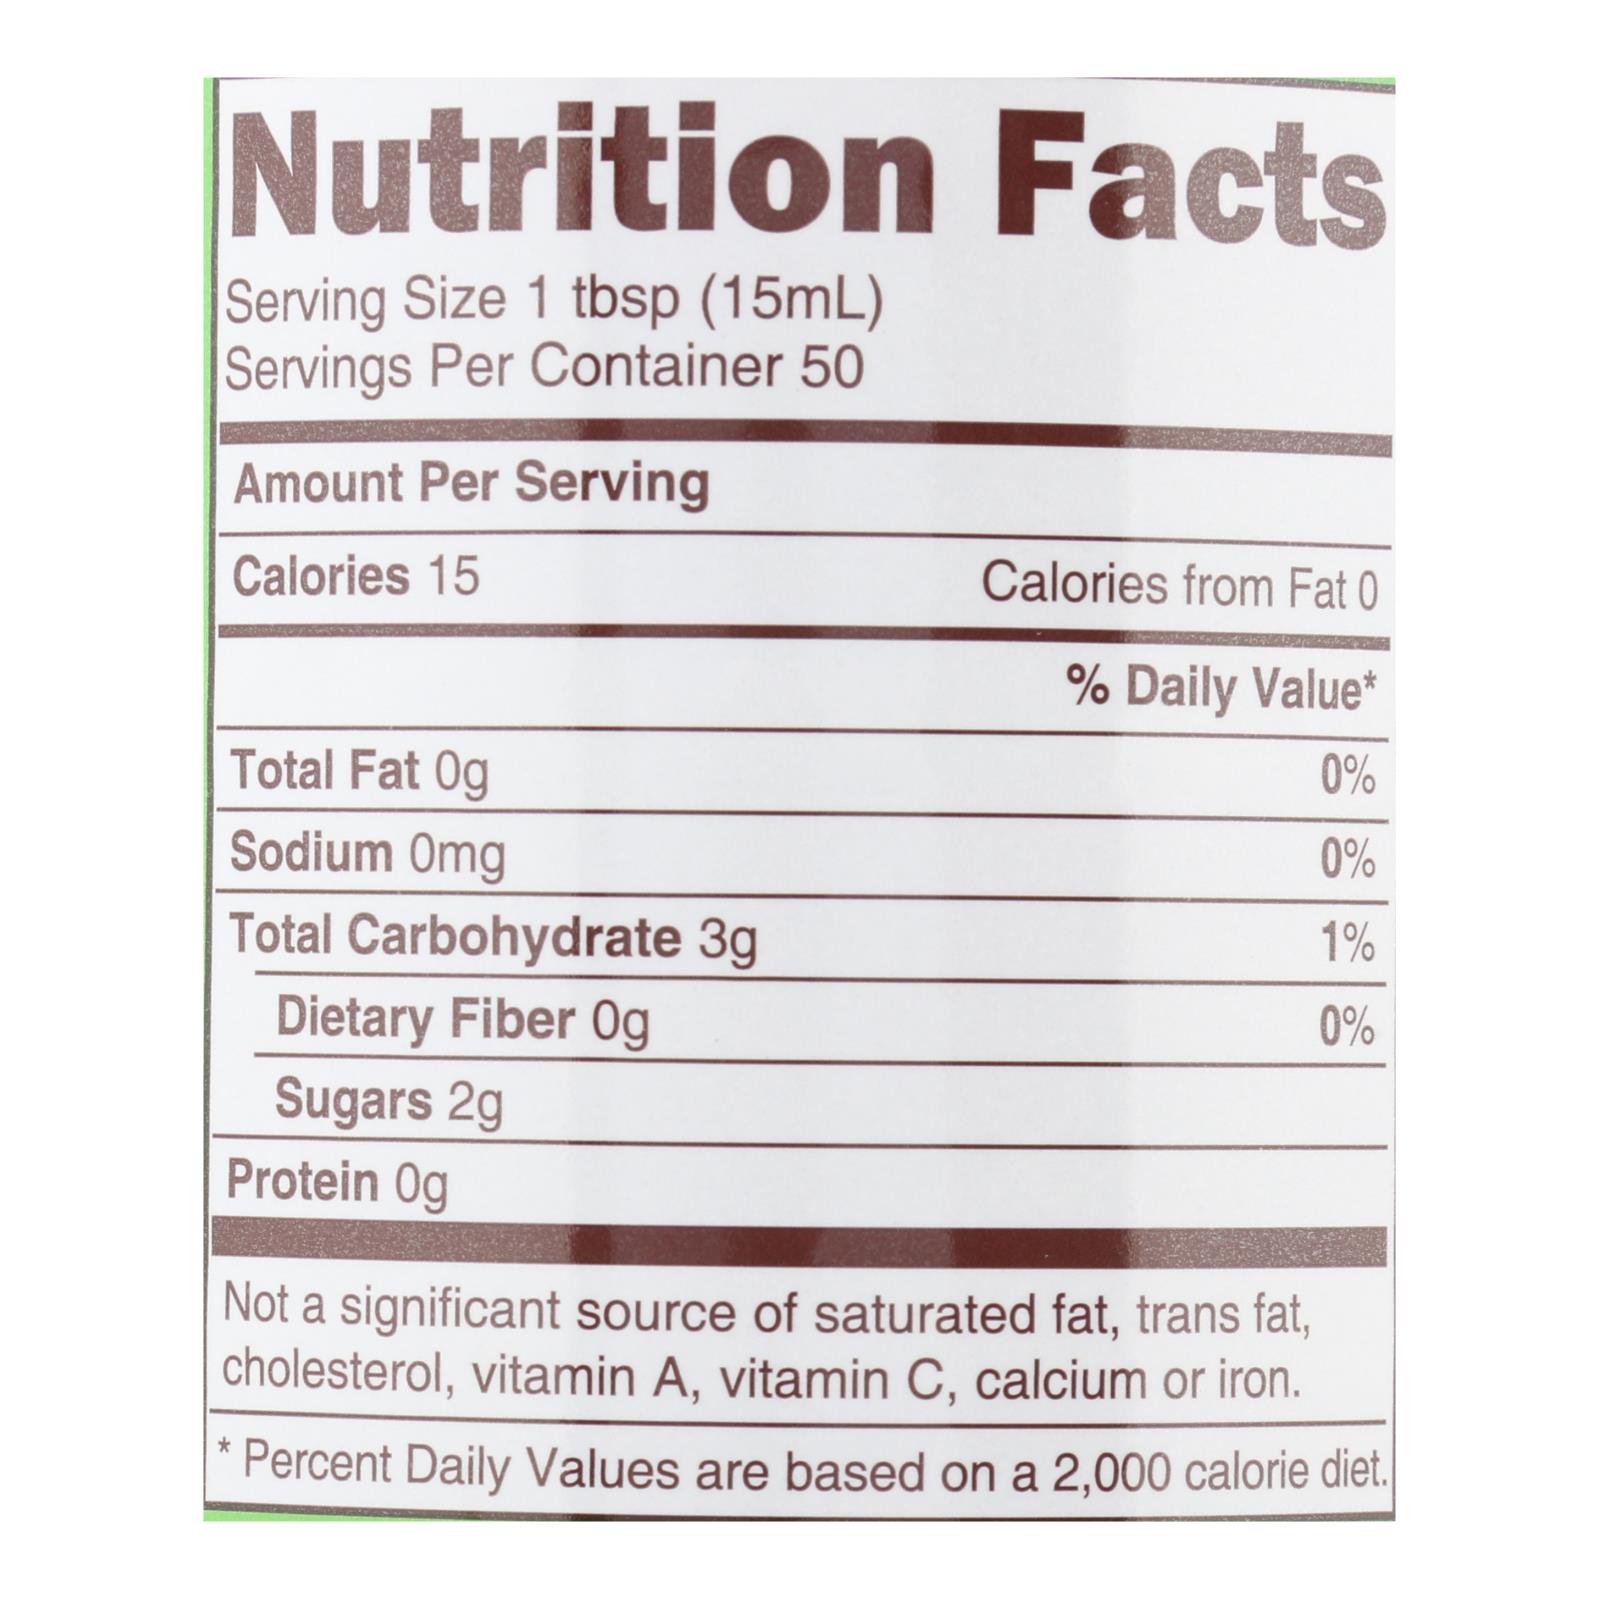 Nutrition Facts
Serving Size 1 tbsp (15mL)
Servings Per Container 50
Amount Per Serving
Calories 15 Calories from Fat 0
% Daily Value*
Total Fat 0g 0%
Sodium 0mg 0%
Total Carbohydrate 3g 1%
Dietary Fiber 0g 0%
Sugars 2g
Protein 0g
Not a significant source of saturated fat, trans fat,
cholesterol, vitamin A, vitamin C, calcium or iron.
* Percent Daily Values are based on a 2,000 calorie diet.